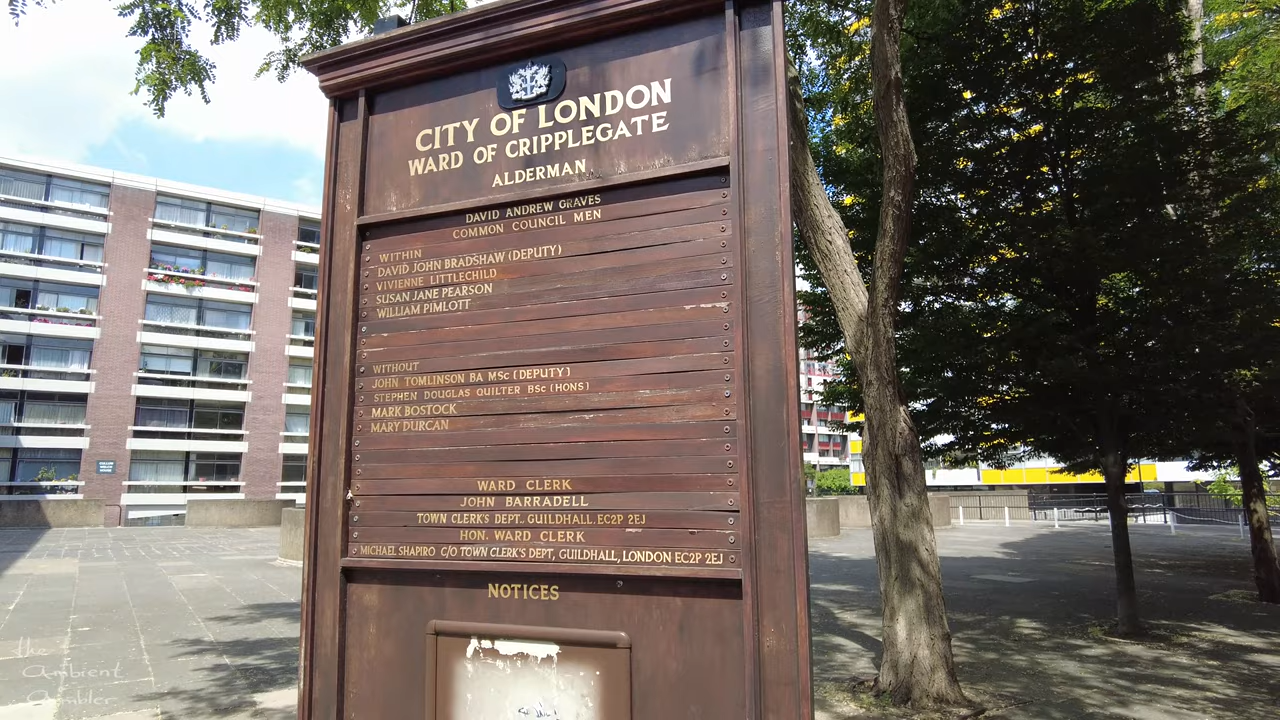 CITY OF LONDON
WARD OF CRIPPLEGATE
ALDERMAN
DAVID ANDREW GRAVES
COMMON COUNCIL MEN
WITHIN
DAVID JOHN BRADSHAW (DEPUTY)
VIVIENNE LITTLECHILD
SUSAN JANE PEARSON
WILLIAM PIMLOTT
WITHOUT
JOHN TOMLINSON BA MSc (DEPUTY)
STEPHEN DOUGLAS QUILTER BSc (HONS)
MARK BOSTOCK
MARY DURCAN
WARD CLERK
JOHN BARRADELL
TOWN CLERK'S DEPT., GUILDHALL, EC2P 2EJ
HON. WARD CLERK
MICHAEL SHAPIRO C/O TOWN CLERK'S DEPT, GUILDHALL, LONDON EC2P 2EJ
NOTICES
the
Ambient
Ambler